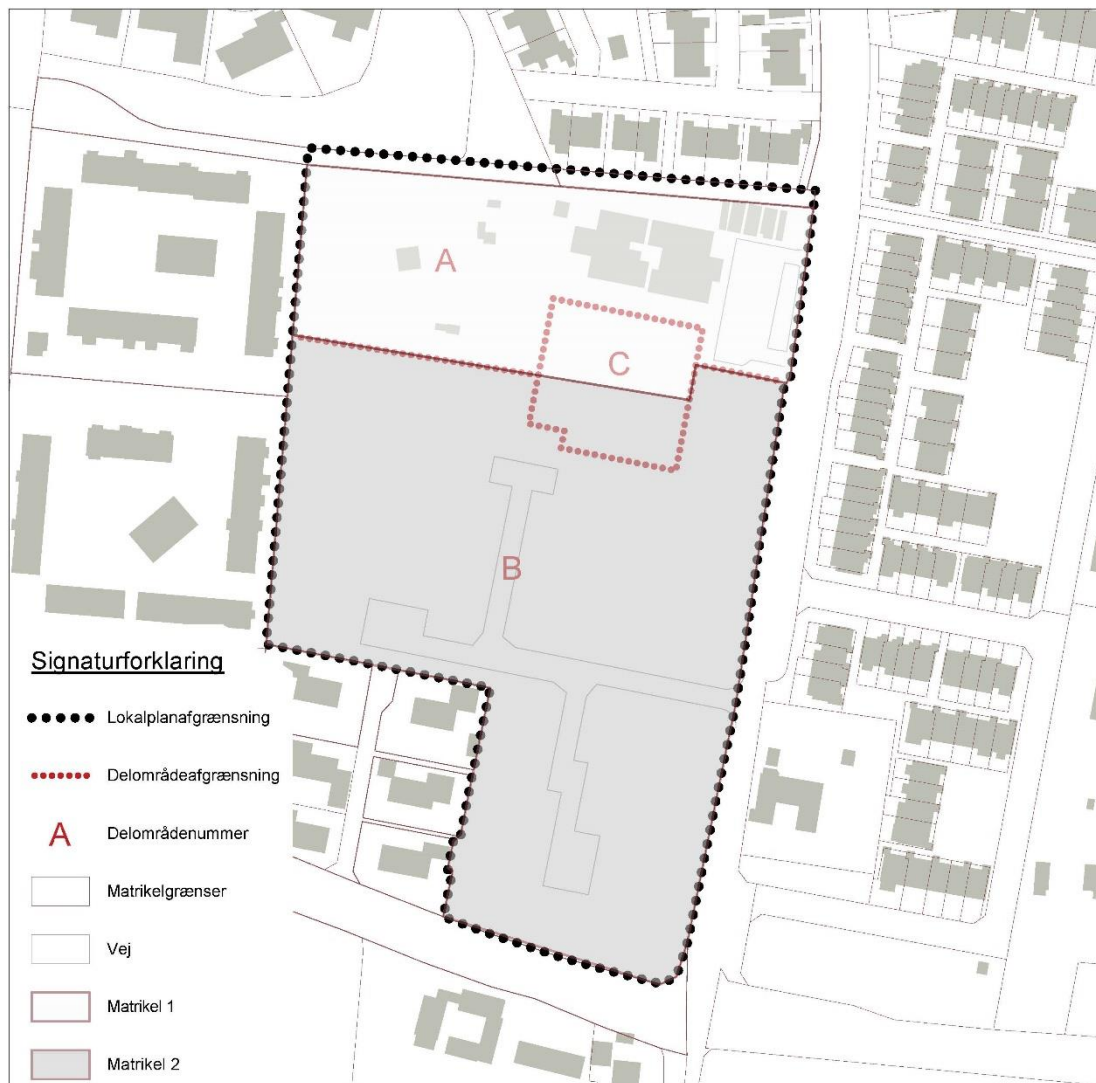 A
C
B
Signaturforklaring
Lokalplanafgrænsning
Delområdeafgrænsning
A Delområdenummer
Matrikelgrænser
Vej
Matrikel 1
Matrikel 2